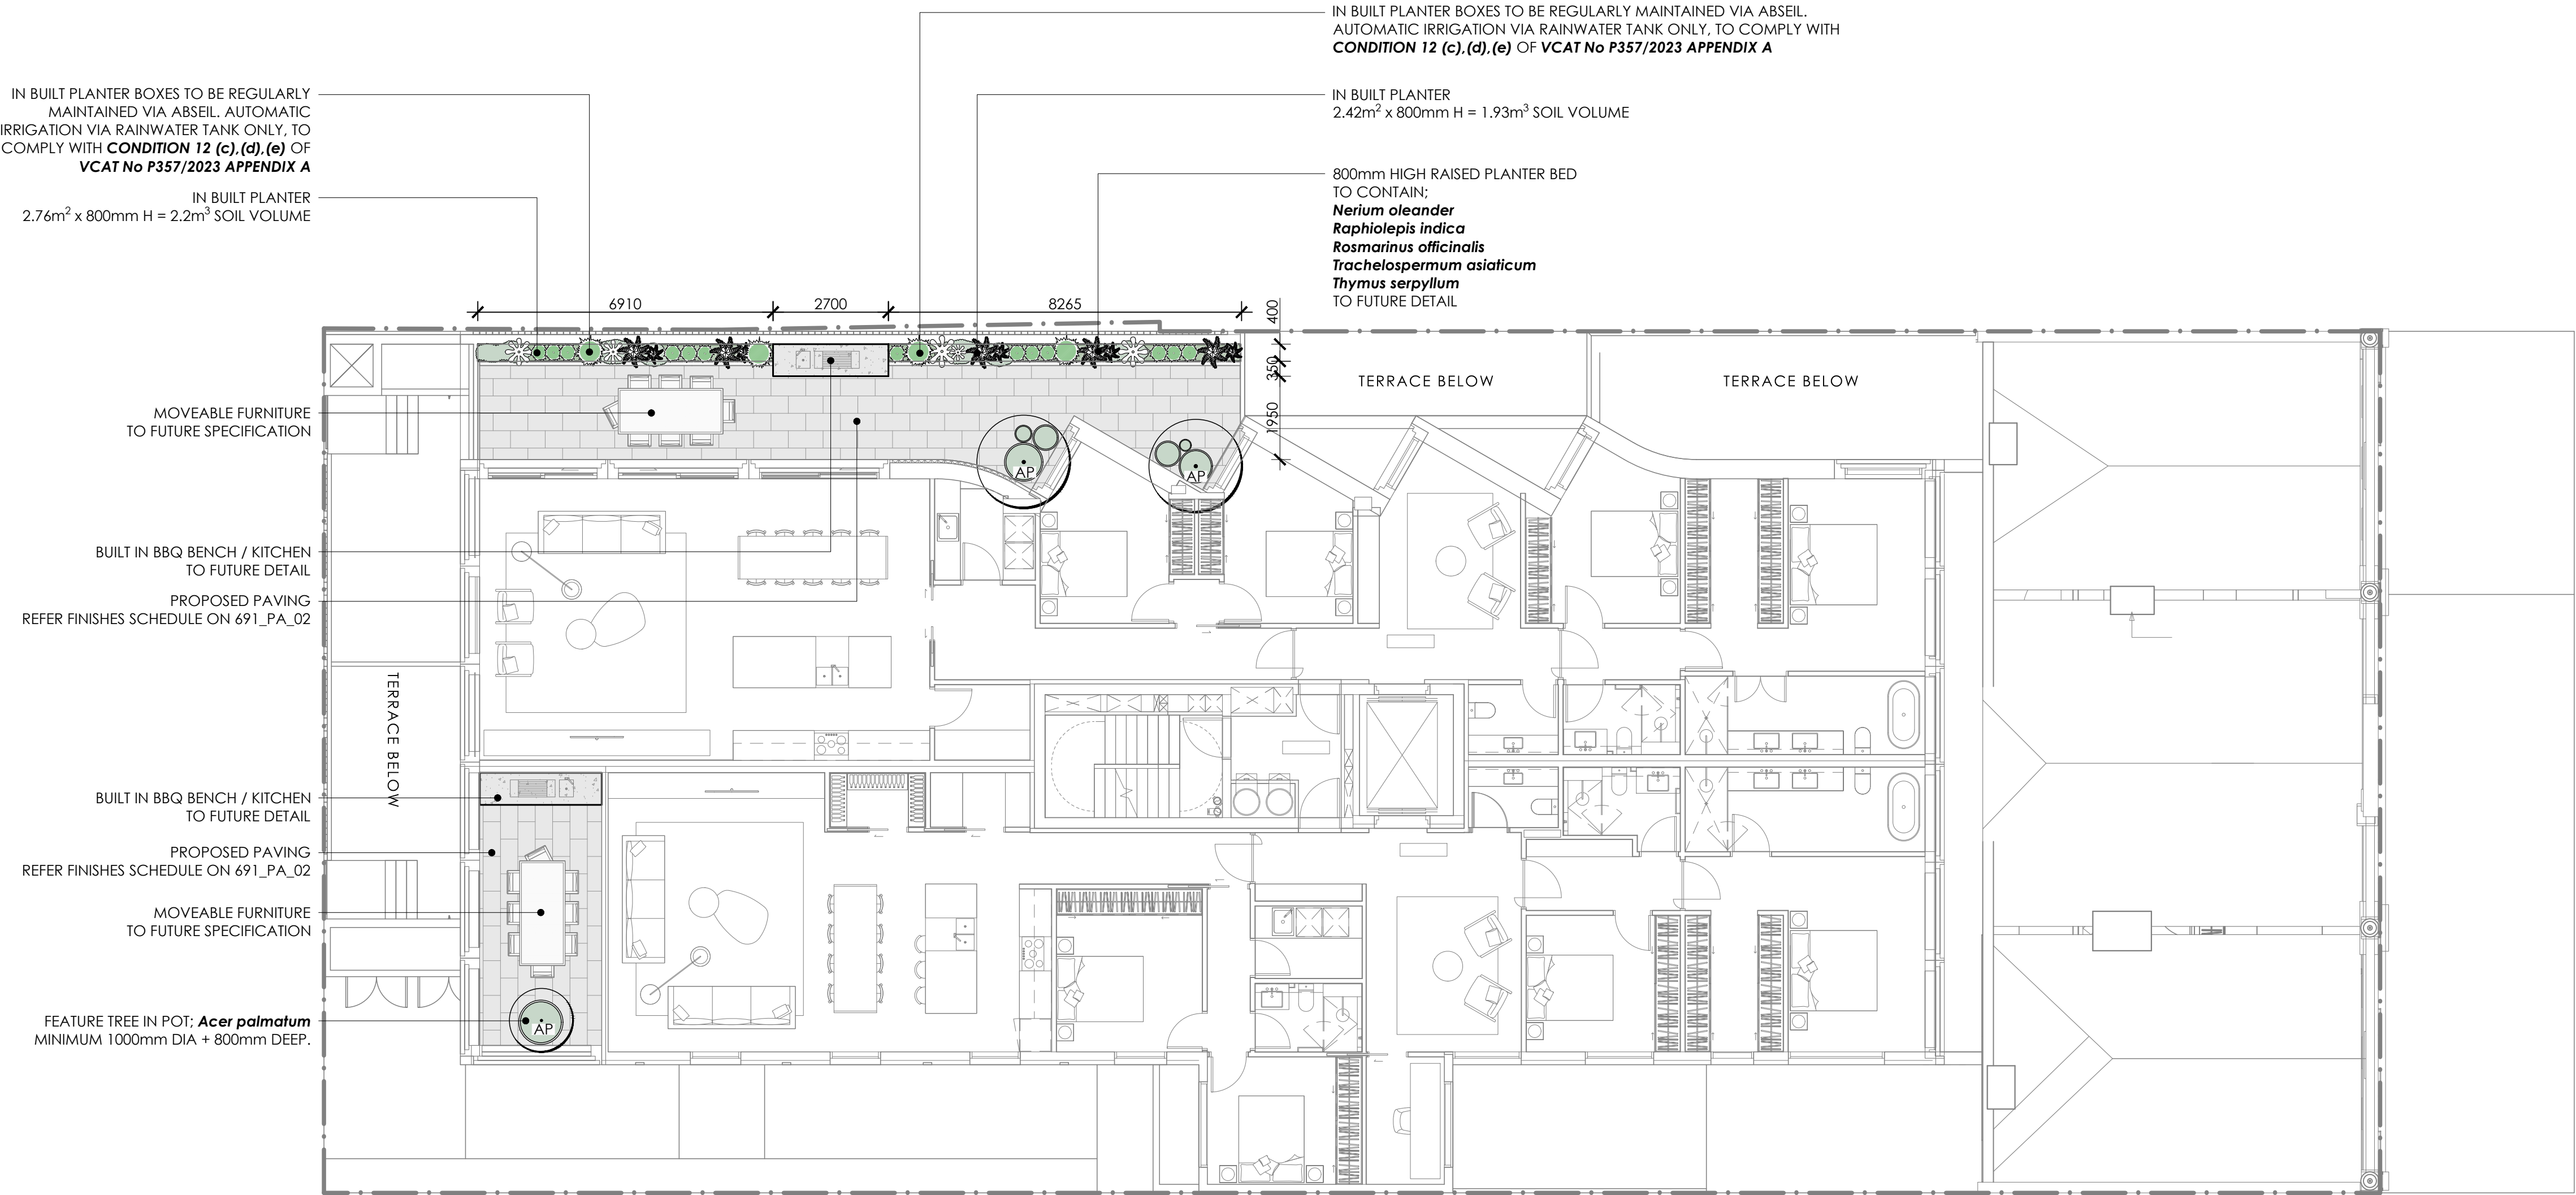 IN BUILT PLANTER BOXES TO BE REGULARLY MAINTAINED VIA ABSEIL.
AUTOMATIC IRRIGATION VIA RAINWATER TANK ONLY, TO COMPLY WITH
CONDITION 12 (c),(d),(e) OF VCAT No P357/2023 APPENDIX A
IN BUILT PLANTER BOXES TO BE REGULARLY
MAINTAINED VIA ABSEIL. AUTOMATIC
IRRIGATION VIA RAINWATER TANK ONLY, TO
COMPLY WITH CONDITION 12 (c),(d),(e) OF
VCAT No P357/2023 APPENDIX A
IN BUILT PLANTER
2.76m² x 800mm H = 2.2m³ SOIL VOLUME
IN BUILT PLANTER
2.42m² x 800mm H = 1.93m³ SOIL VOLUME
800mm HIGH RAISED PLANTER BED
TO CONTAIN;
Nerium oleander
Raphiolepis indica
Rosmarinus officinalis
Trachelospermum asiaticum
Thymus serpyllum
TO FUTURE DETAIL
6910
2700
8265
400
350
1950
TERRACE BELOW
TERRACE BELOW
MOVEABLE FURNITURE
TO FUTURE SPECIFICATION
AP
AP
BUILT IN BBQ BENCH / KITCHEN
TO FUTURE DETAIL
PROPOSED PAVING
REFER FINISHES SCHEDULE ON 691_PA_02
TERRACE BELOW
BUILT IN BBQ BENCH / KITCHEN
TO FUTURE DETAIL
PROPOSED PAVING
REFER FINISHES SCHEDULE ON 691_PA_02
MOVEABLE FURNITURE
TO FUTURE SPECIFICATION
FEATURE TREE IN POT; Acer palmatum
MINIMUM 1000mm DIA + 800mm DEEP.
AP